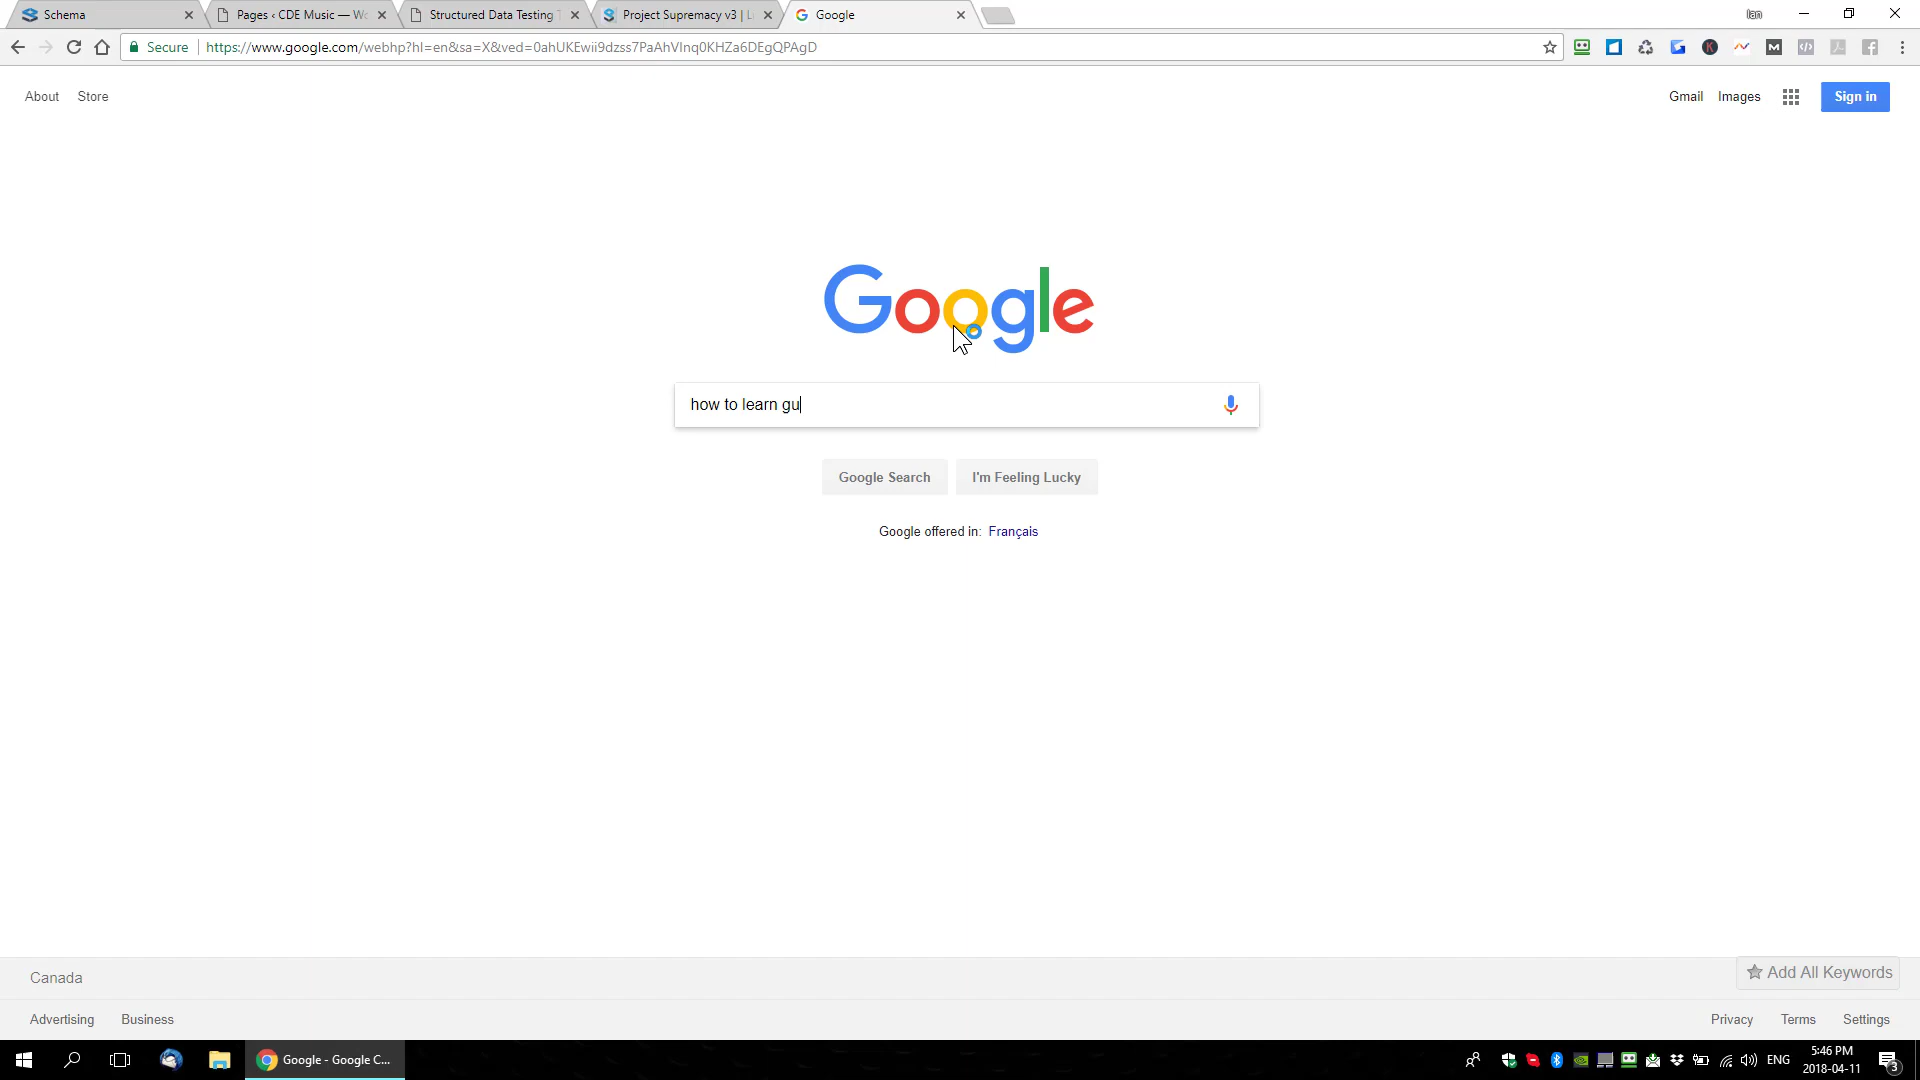 Schema
Pages ‹ CDE Music — Wo
Structured Data Testing T
Project Supremacy v3 | L
Google
Ian
Secure
https://www.google.com/webhp?hl=en&sa=X&ved=0ahUKEwii9dzss7PaAhVInq0KHZa6DEgQPAgD
About
Store
Gmail
Images
Sign in
Google
how to learn gu
Google Search
I'm Feeling Lucky
Google offered in: Français
Canada
Add All Keywords
Advertising
Business
Privacy
Terms
Settings
Google - Google C...
ENG
5:46 PM
2018-04-11
3